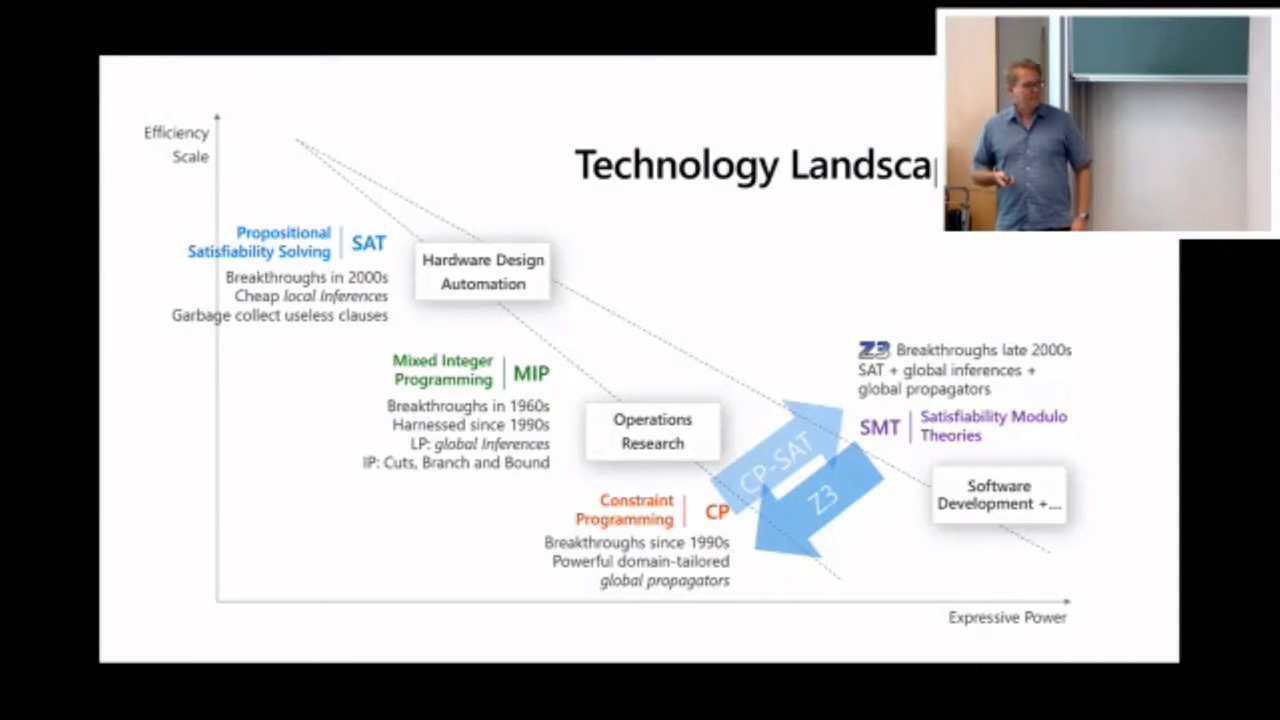 Efficiency
Scale
Technology Landsca
Propositional
Satisfiability Solving
SAT
Breakthroughs in 2000s
Cheap local Inferences
Garbage collect useless clauses
Hardware Design
Automation
Mixed Integer
Programming
MIP
Breakthroughs in 1960s
Harnessed since 1990s
LP: global Inferences
IP: Cuts, Branch and Bound
Operations
Research
Z3 Breakthroughs late 2000s
SAT + global inferences +
global propagators
SMT
Satisfiability Modulo
Theories
CP-SAT
Z3
Software
Development +...
Constraint
Programming
CP
Breakthroughs since 1990s
Powerful domain-tailored
global propagators
Expressive Power